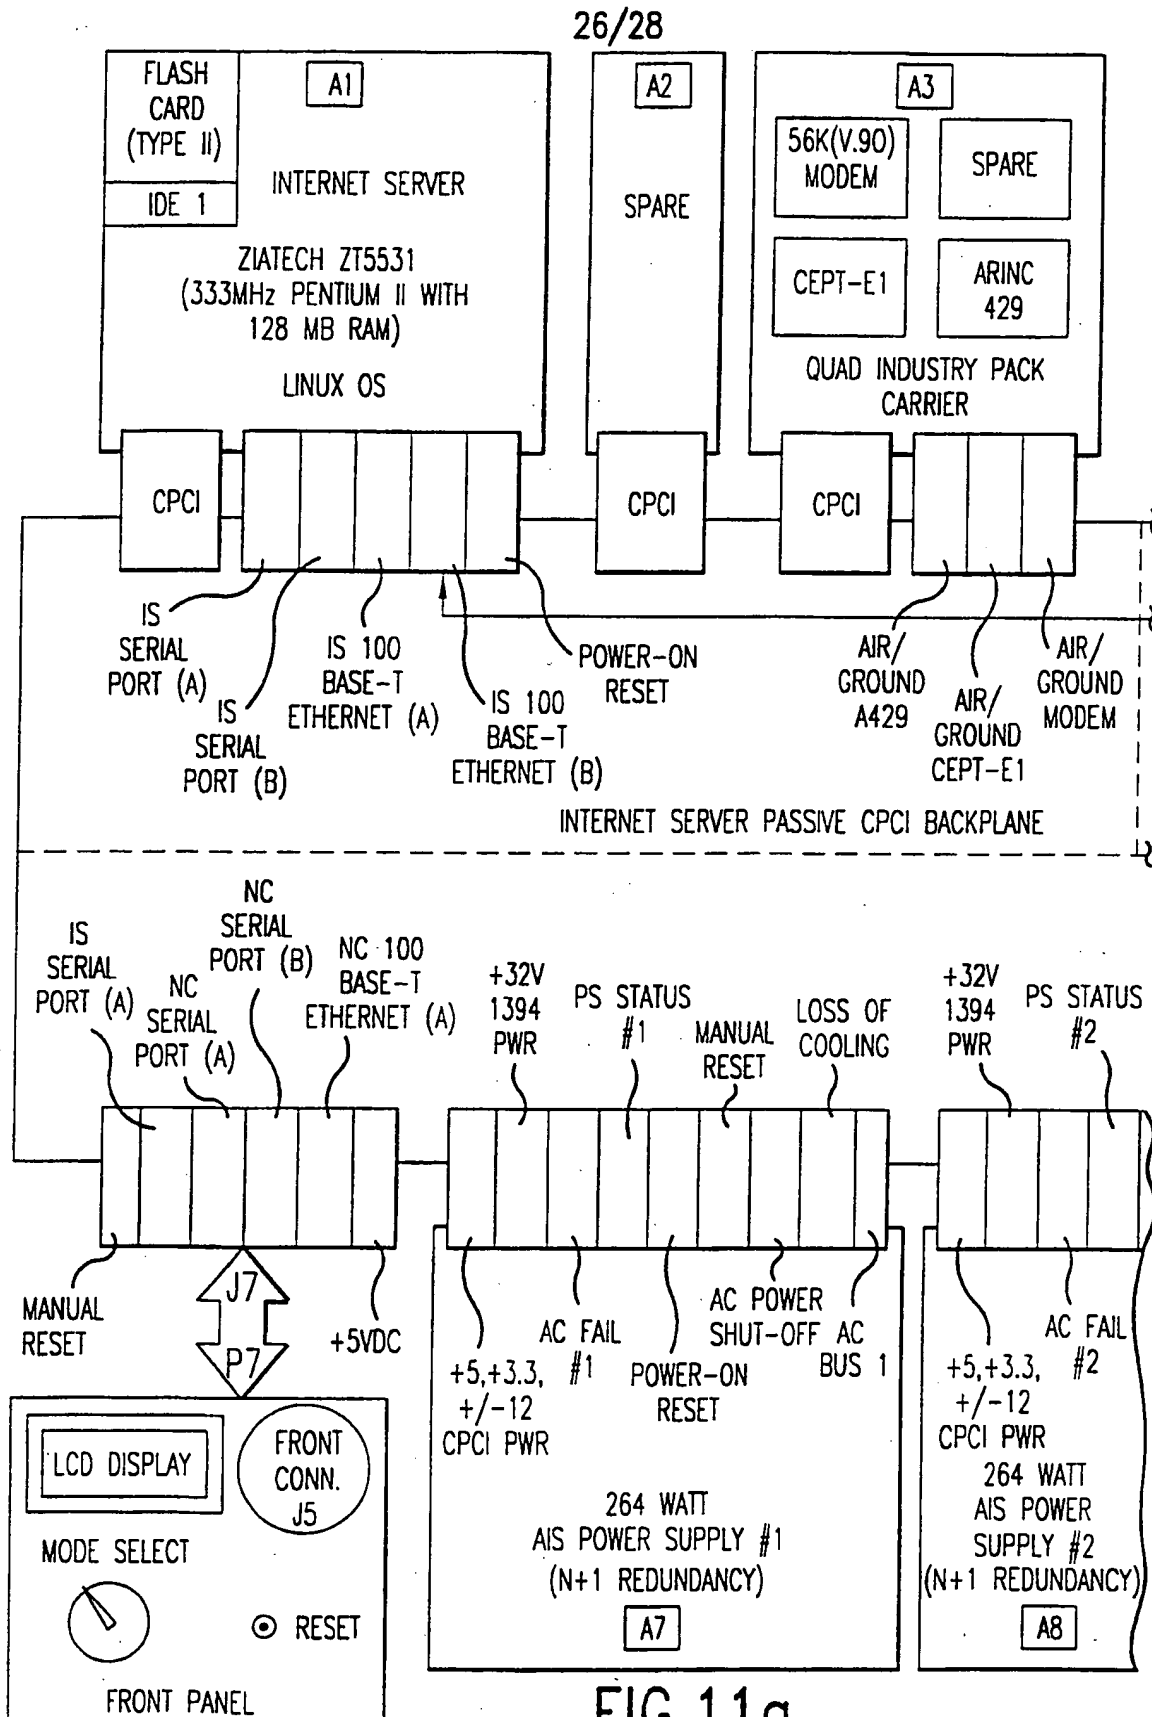 26/28
FLASH
CARD
(TYPE II)
IDE 1
A1
INTERNET SERVER
ZIATECH ZT5531
(333MHz PENTIUM II WITH
128 MB RAM)
LINUX OS
A2
SPARE
A3
56K(V.90)
MODEM
SPARE
CEPT-E1
ARINC
429
QUAD INDUSTRY PACK
CARRIER
CPCI
CPCI
CPCI
IS
SERIAL
PORT (A)
IS
SERIAL
PORT (B)
IS 100
BASE-T
ETHERNET (A)
IS 100
BASE-T
ETHERNET (B)
POWER-ON
RESET
AIR/
GROUND
A429
AIR/
GROUND
CEPT-E1
AIR/
GROUND
MODEM
INTERNET SERVER PASSIVE CPCI BACKPLANE
IS
SERIAL
PORT (A)
NC
SERIAL
PORT (A)
NC
SERIAL
PORT (B)
NC 100
BASE-T
ETHERNET (A)
+32V
1394
PWR
PS STATUS
#1
MANUAL
RESET
LOSS OF
COOLING
+32V
1394
PWR
PS STATUS
#2
MANUAL
RESET
J7
P7
+5VDC
+5,+3.3,
+/-12
CPCI PWR
AC FAIL
#1
POWER-ON
RESET
AC POWER
SHUT-OFF
AC
BUS 1
+5,+3.3,
+/-12
CPCI PWR
AC FAIL
#2
LCD DISPLAY
FRONT
CONN.
J5
MODE SELECT
RESET
FRONT PANEL
264 WATT
AIS POWER SUPPLY #1
(N+1 REDUNDANCY)
A7
264 WATT
AIS POWER
SUPPLY #2
(N+1 REDUNDANCY)
A8
FIG.11a